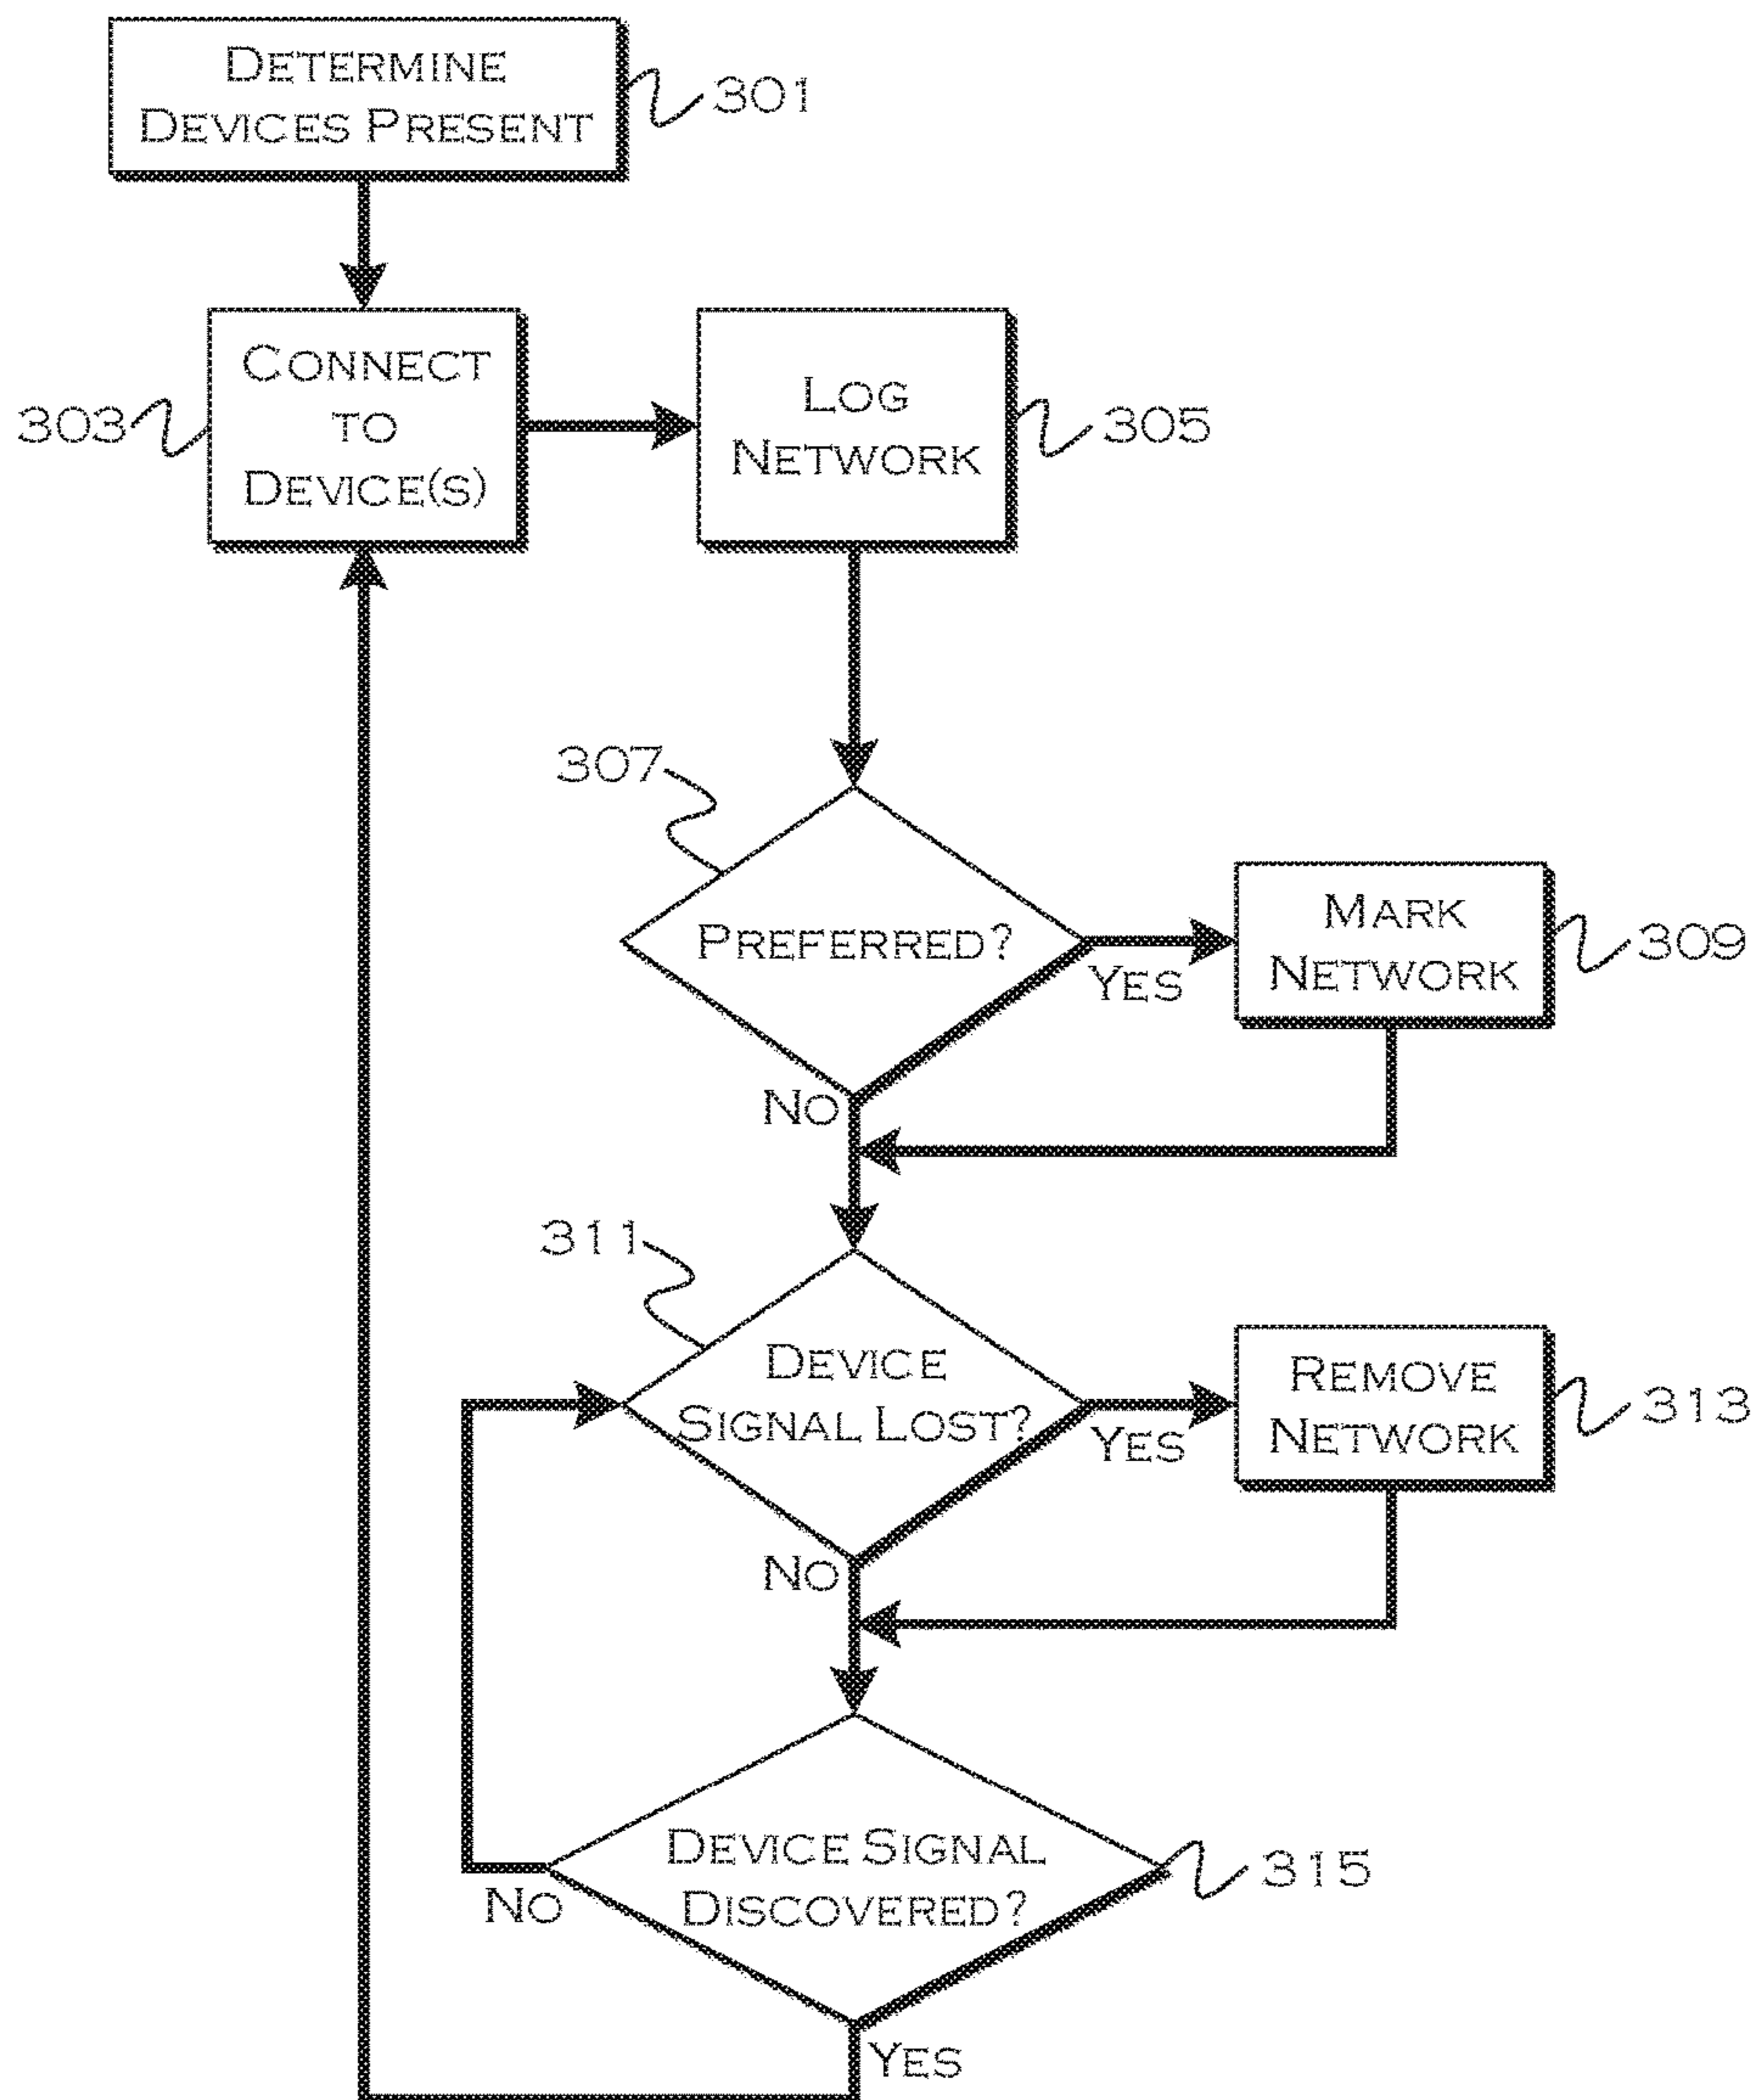 DETERMINE
DEVICES PRESENT
301
CONNECT
TO
DEVICE(S)
303
LOG
NETWORK
305
307
PREFERRED?
YES
NO
MARK
NETWORK
309
311
DEVICE
SIGNAL LOST?
YES
NO
REMOVE
NETWORK
313
DEVICE SIGNAL
DISCOVERED?
315
NO
YES